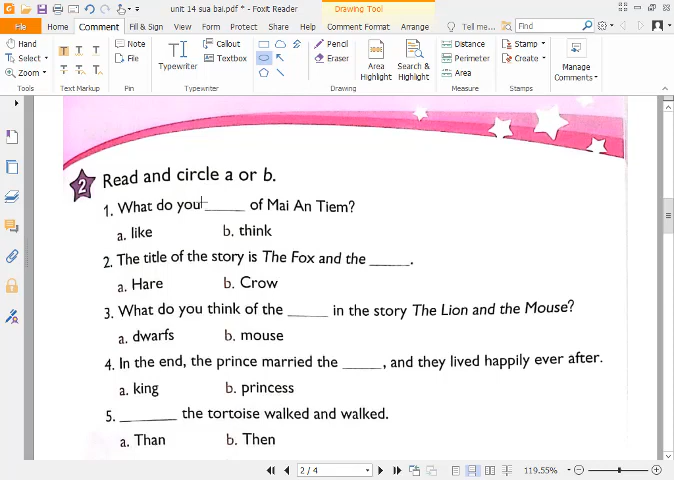 unit 14 sua bai.pdf * - Foxit Reader
Drawing Tool
File Home Comment Fill & Sign View Form Protect Share Help Comment Format Arrange Tell me... Find
Hand
Select
Zoom
Tools
T T T
T T T
Text Markup
Note
File
Pin
Typewriter
Callout
Textbox
Typewriter
Pencil
Eraser
Drawing
Area Highlight
Search & Highlight
Distance
Perimeter
Area
Measure
Stamp
Create
Stamps
Manage Comments
2 Read and circle a or b.
1. What do you _____ of Mai An Tiem?
a. like b. think
2. The title of the story is The Fox and the _____.
a. Hare b. Crow
3. What do you think of the _____ in the story The Lion and the Mouse?
a. dwarfs b. mouse
4. In the end, the prince married the _____, and they lived happily ever after.
a. king b. princess
5. _______ the tortoise walked and walked.
a. Than b. Then
2 / 4 119.55%